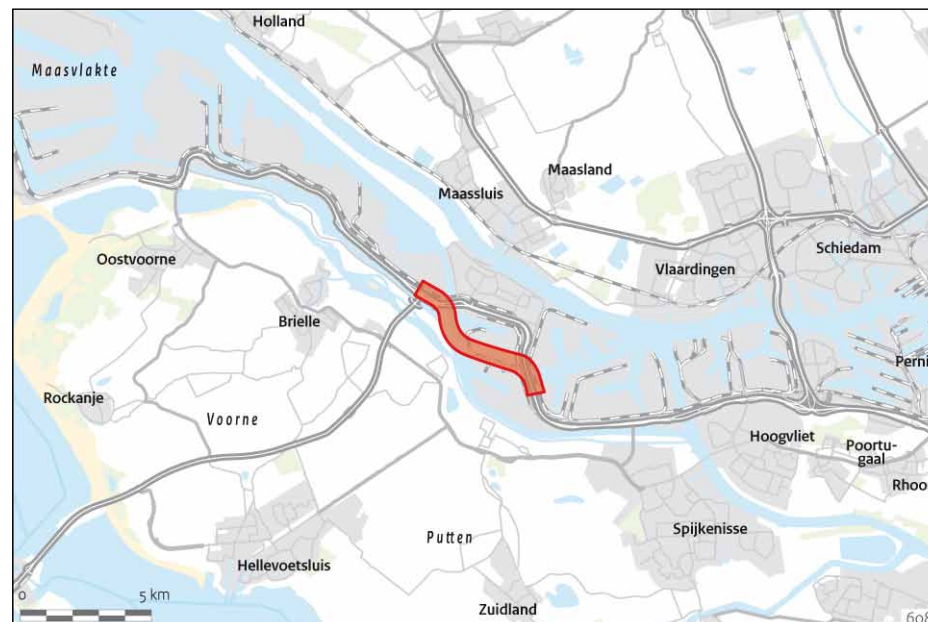 Holland
Maasvlakte
Maasland
Maassluis
Schiedam
Vlaardingen
Oostvoorne
Brielle
Perni
Rockanje
Voorne
Hoogvliet
Poortu-
gaal
Rhoo
Spijkenisse
Putten
Hellevoetsluis
0 5 km
Zuidland
608